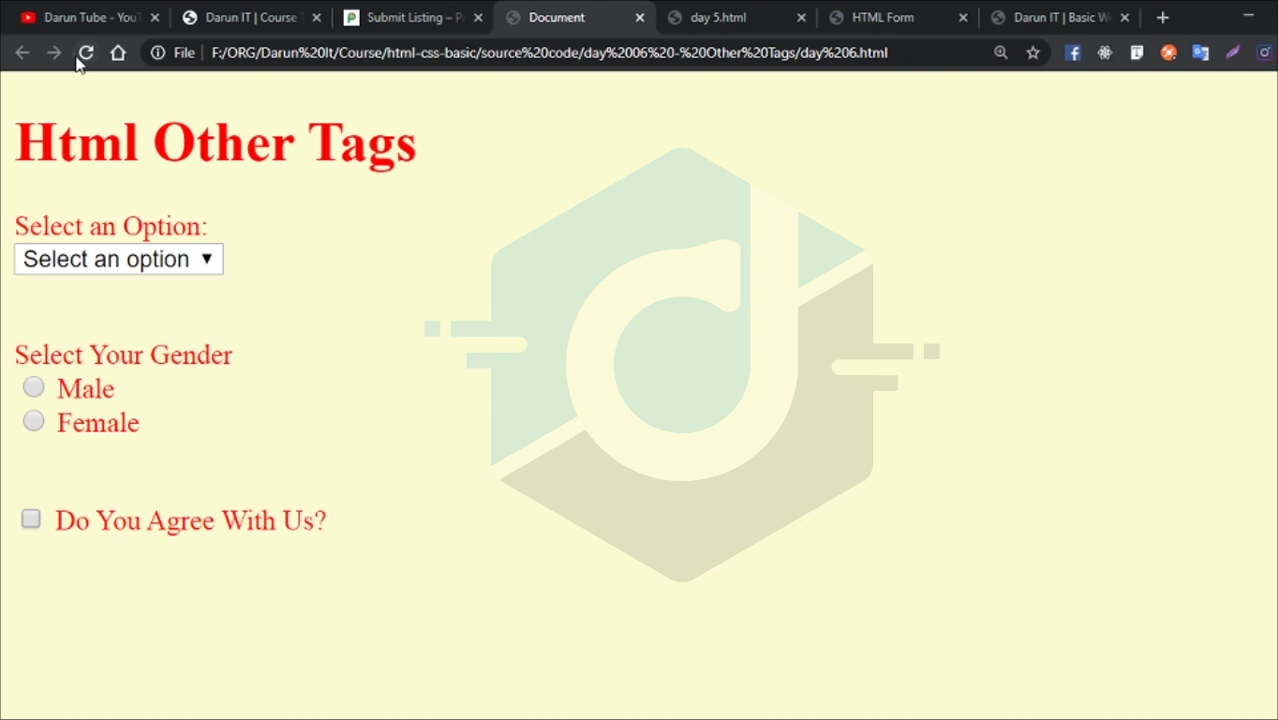 Darun Tube - YouT
Darun IT | Course
Submit Listing – P
Document
day 5.html
HTML Form
Darun IT | Basic W
File
F:/ORG/Darun%20It/Course/html-css-basic/source%20code/day%2006%20-%20Other%20Tags/day%206.html
Html Other Tags
Select an Option:
Select an option
Select Your Gender
Male
Female
Do You Agree With Us?